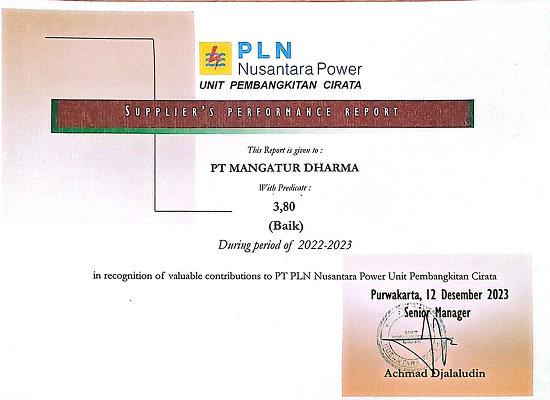 PLN
Nusantara Power
UNIT PEMBANGKITAN CIRATA
SUPPLIER'S PERFORMANCE REPORT
This Report is given to :
PT MANGATUR DHARMA
With Predicate :
3,80
(Baik)
During period of 2022-2023
in recognition of valuable contributions to PT PLN Nusantara Power Unit Pembangkitan Cirata
Purwakarta, 12 Desember 2023
Senior Manager
Achmad Djalaludin